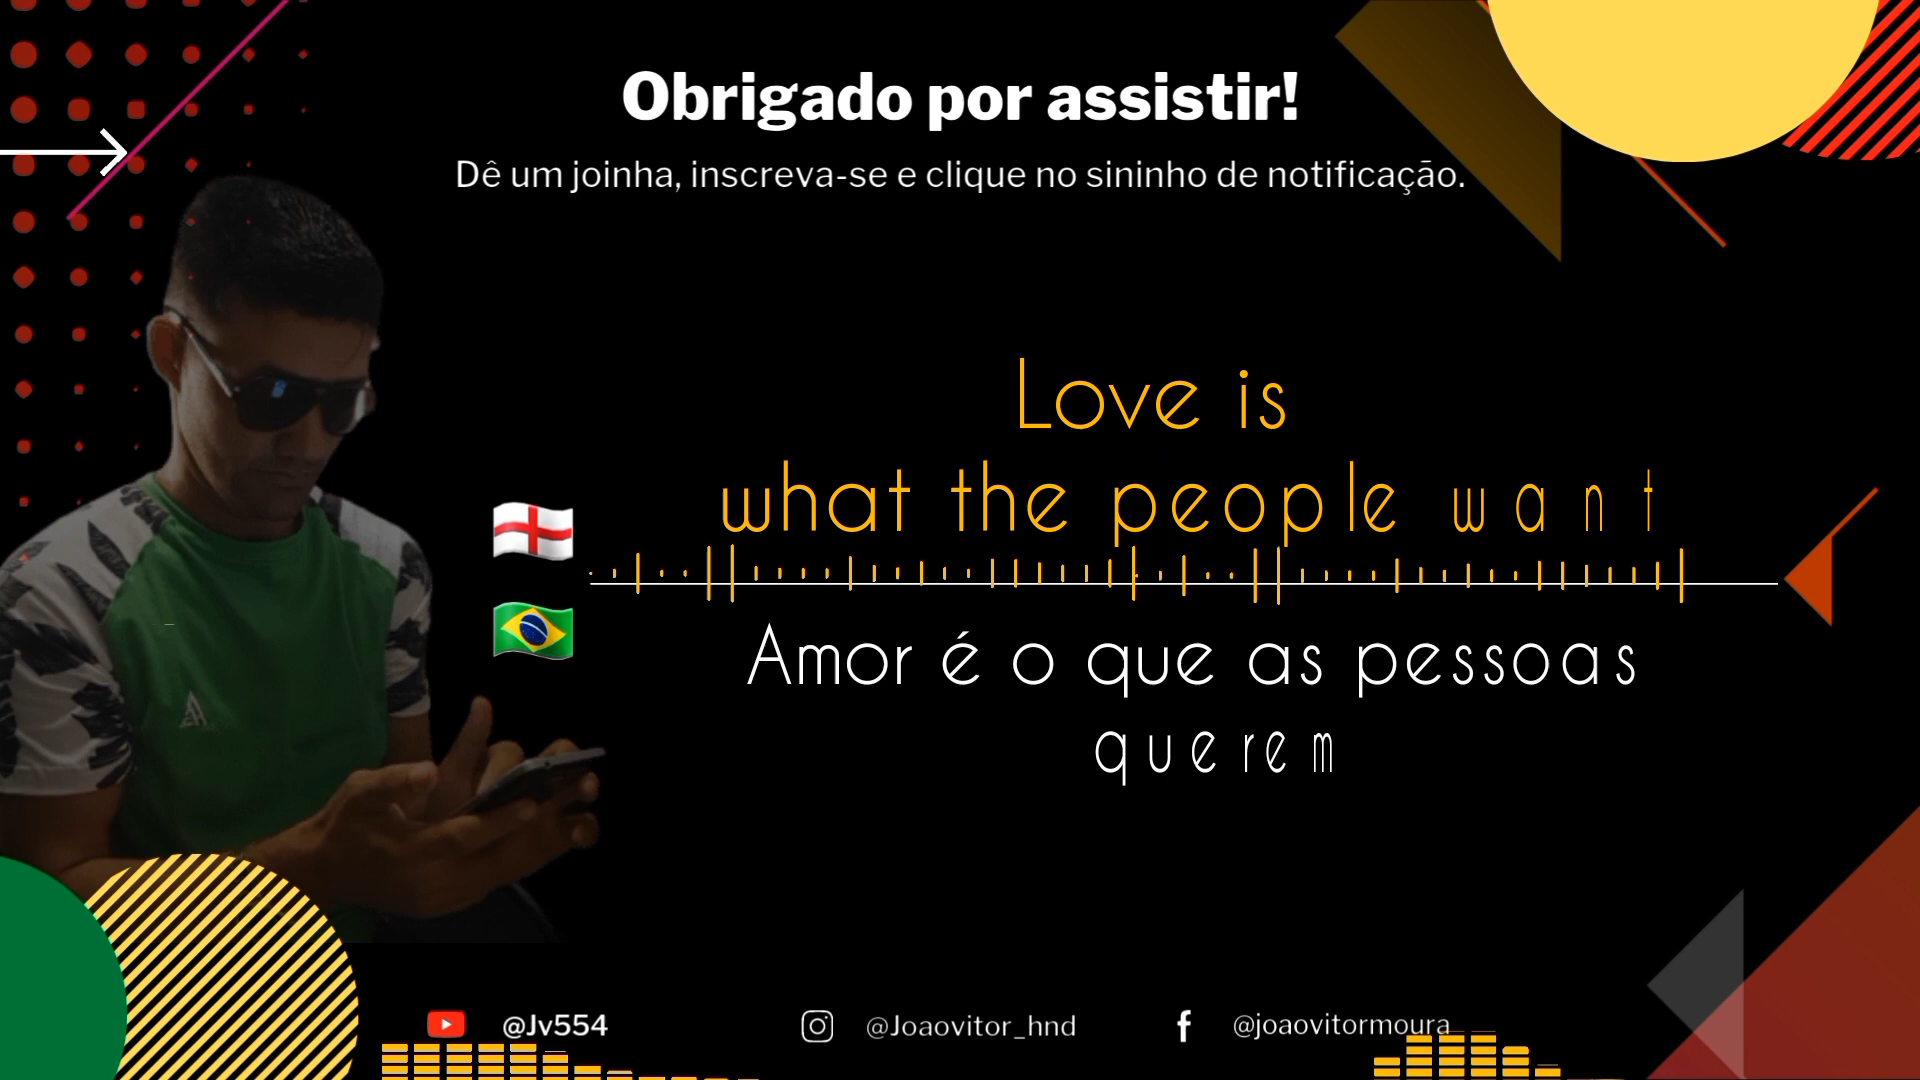 Obrigado por assistir!
Dê um joinha, inscreva-se e clique no sininho de notificação.
Love is
what the people want
Amor é o que as pessoas
querem
@Jv554
@Joaovitor_hnd
@joaovitormoura